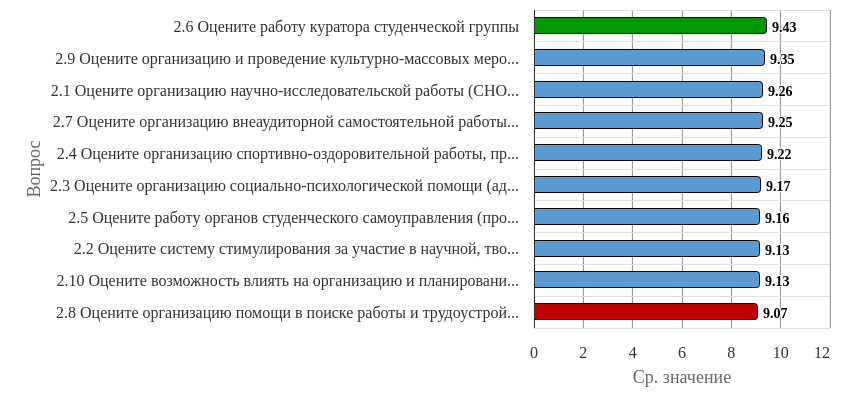 2.6 Оцените работу куратора студенческой группы 9.43
2.9 Оцените организацию и проведение культурно-массовых меро... 9.35
2.1 Оцените организацию научно-исследовательской работы (СНО... 9.26
2.7 Оцените организацию внеаудиторной самостоятельной работы... 9.25
2.4 Оцените организацию спортивно-оздоровительной работы, пр... 9.22
2.3 Оцените организацию социально-психологической помощи (ад... 9.17
2.5 Оцените работу органов студенческого самоуправления (про... 9.16
2.2 Оцените систему стимулирования за участие в научной, тво... 9.13
2.10 Оцените возможность влиять на организацию и планировани... 9.13
2.8 Оцените организацию помощи в поиске работы и трудоустрой... 9.07
Вопрос
0 2 4 6 8 10 12
Ср. значение